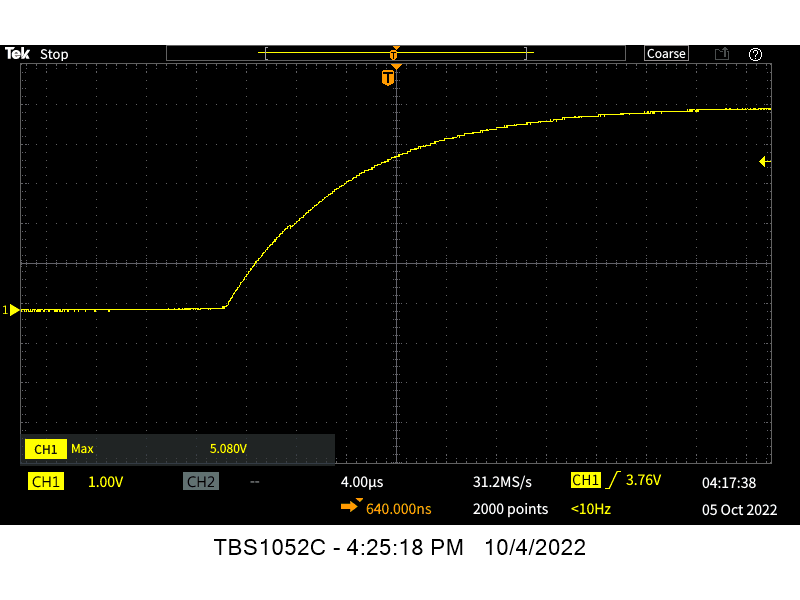 Tek Stop T Coarse ?
T
1
CH1 Max 5.080V
CH1 1.00V CH2 -- 4.00µs 31.2MS/s CH1 3.76V 04:17:38
640.000ns 2000 points <10Hz 05 Oct 2022
TBS1052C - 4:25:18 PM 10/4/2022